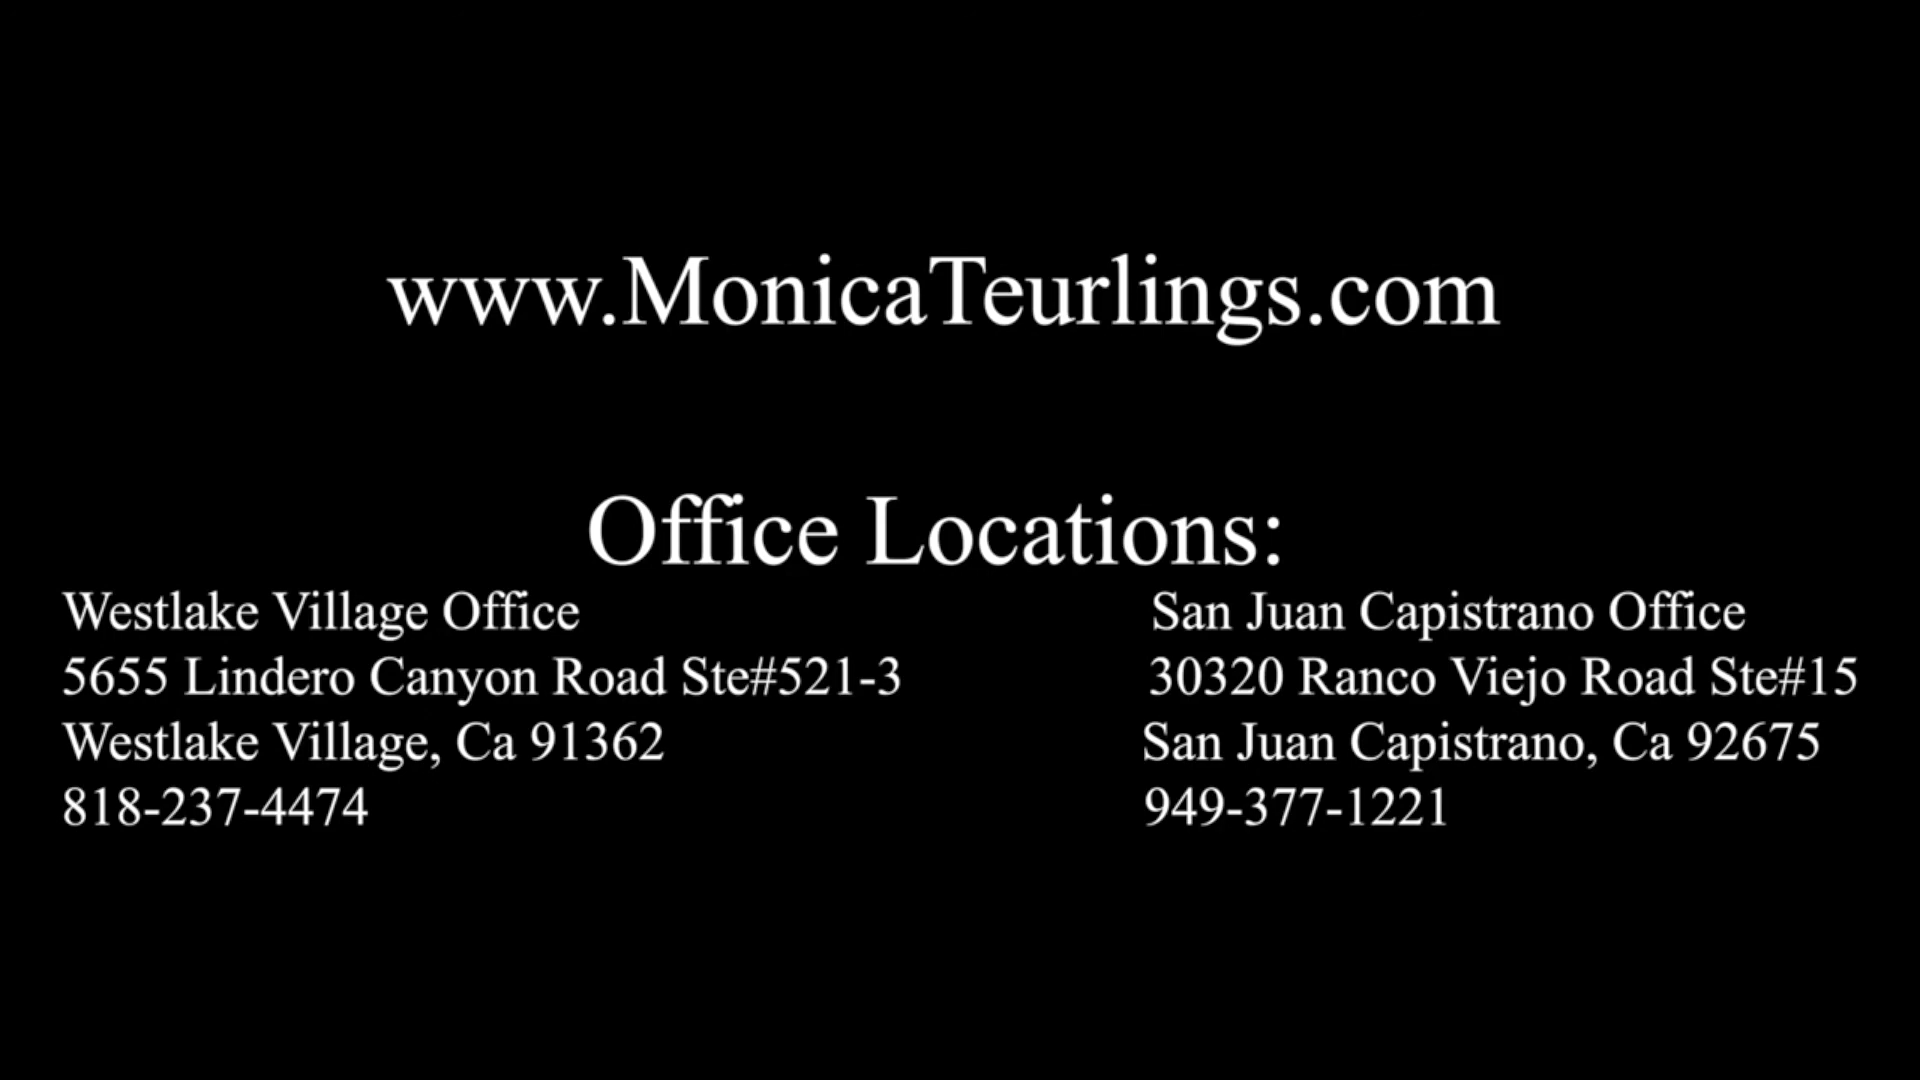 www.MonicaTeurlings.com
Office Locations:
Westlake Village Office
5655 Lindero Canyon Road Ste#521-3
Westlake Village, Ca 91362
818-237-4474
San Juan Capistrano Office
30320 Ranco Viejo Road Ste#15
San Juan Capistrano, Ca 92675
949-377-1221